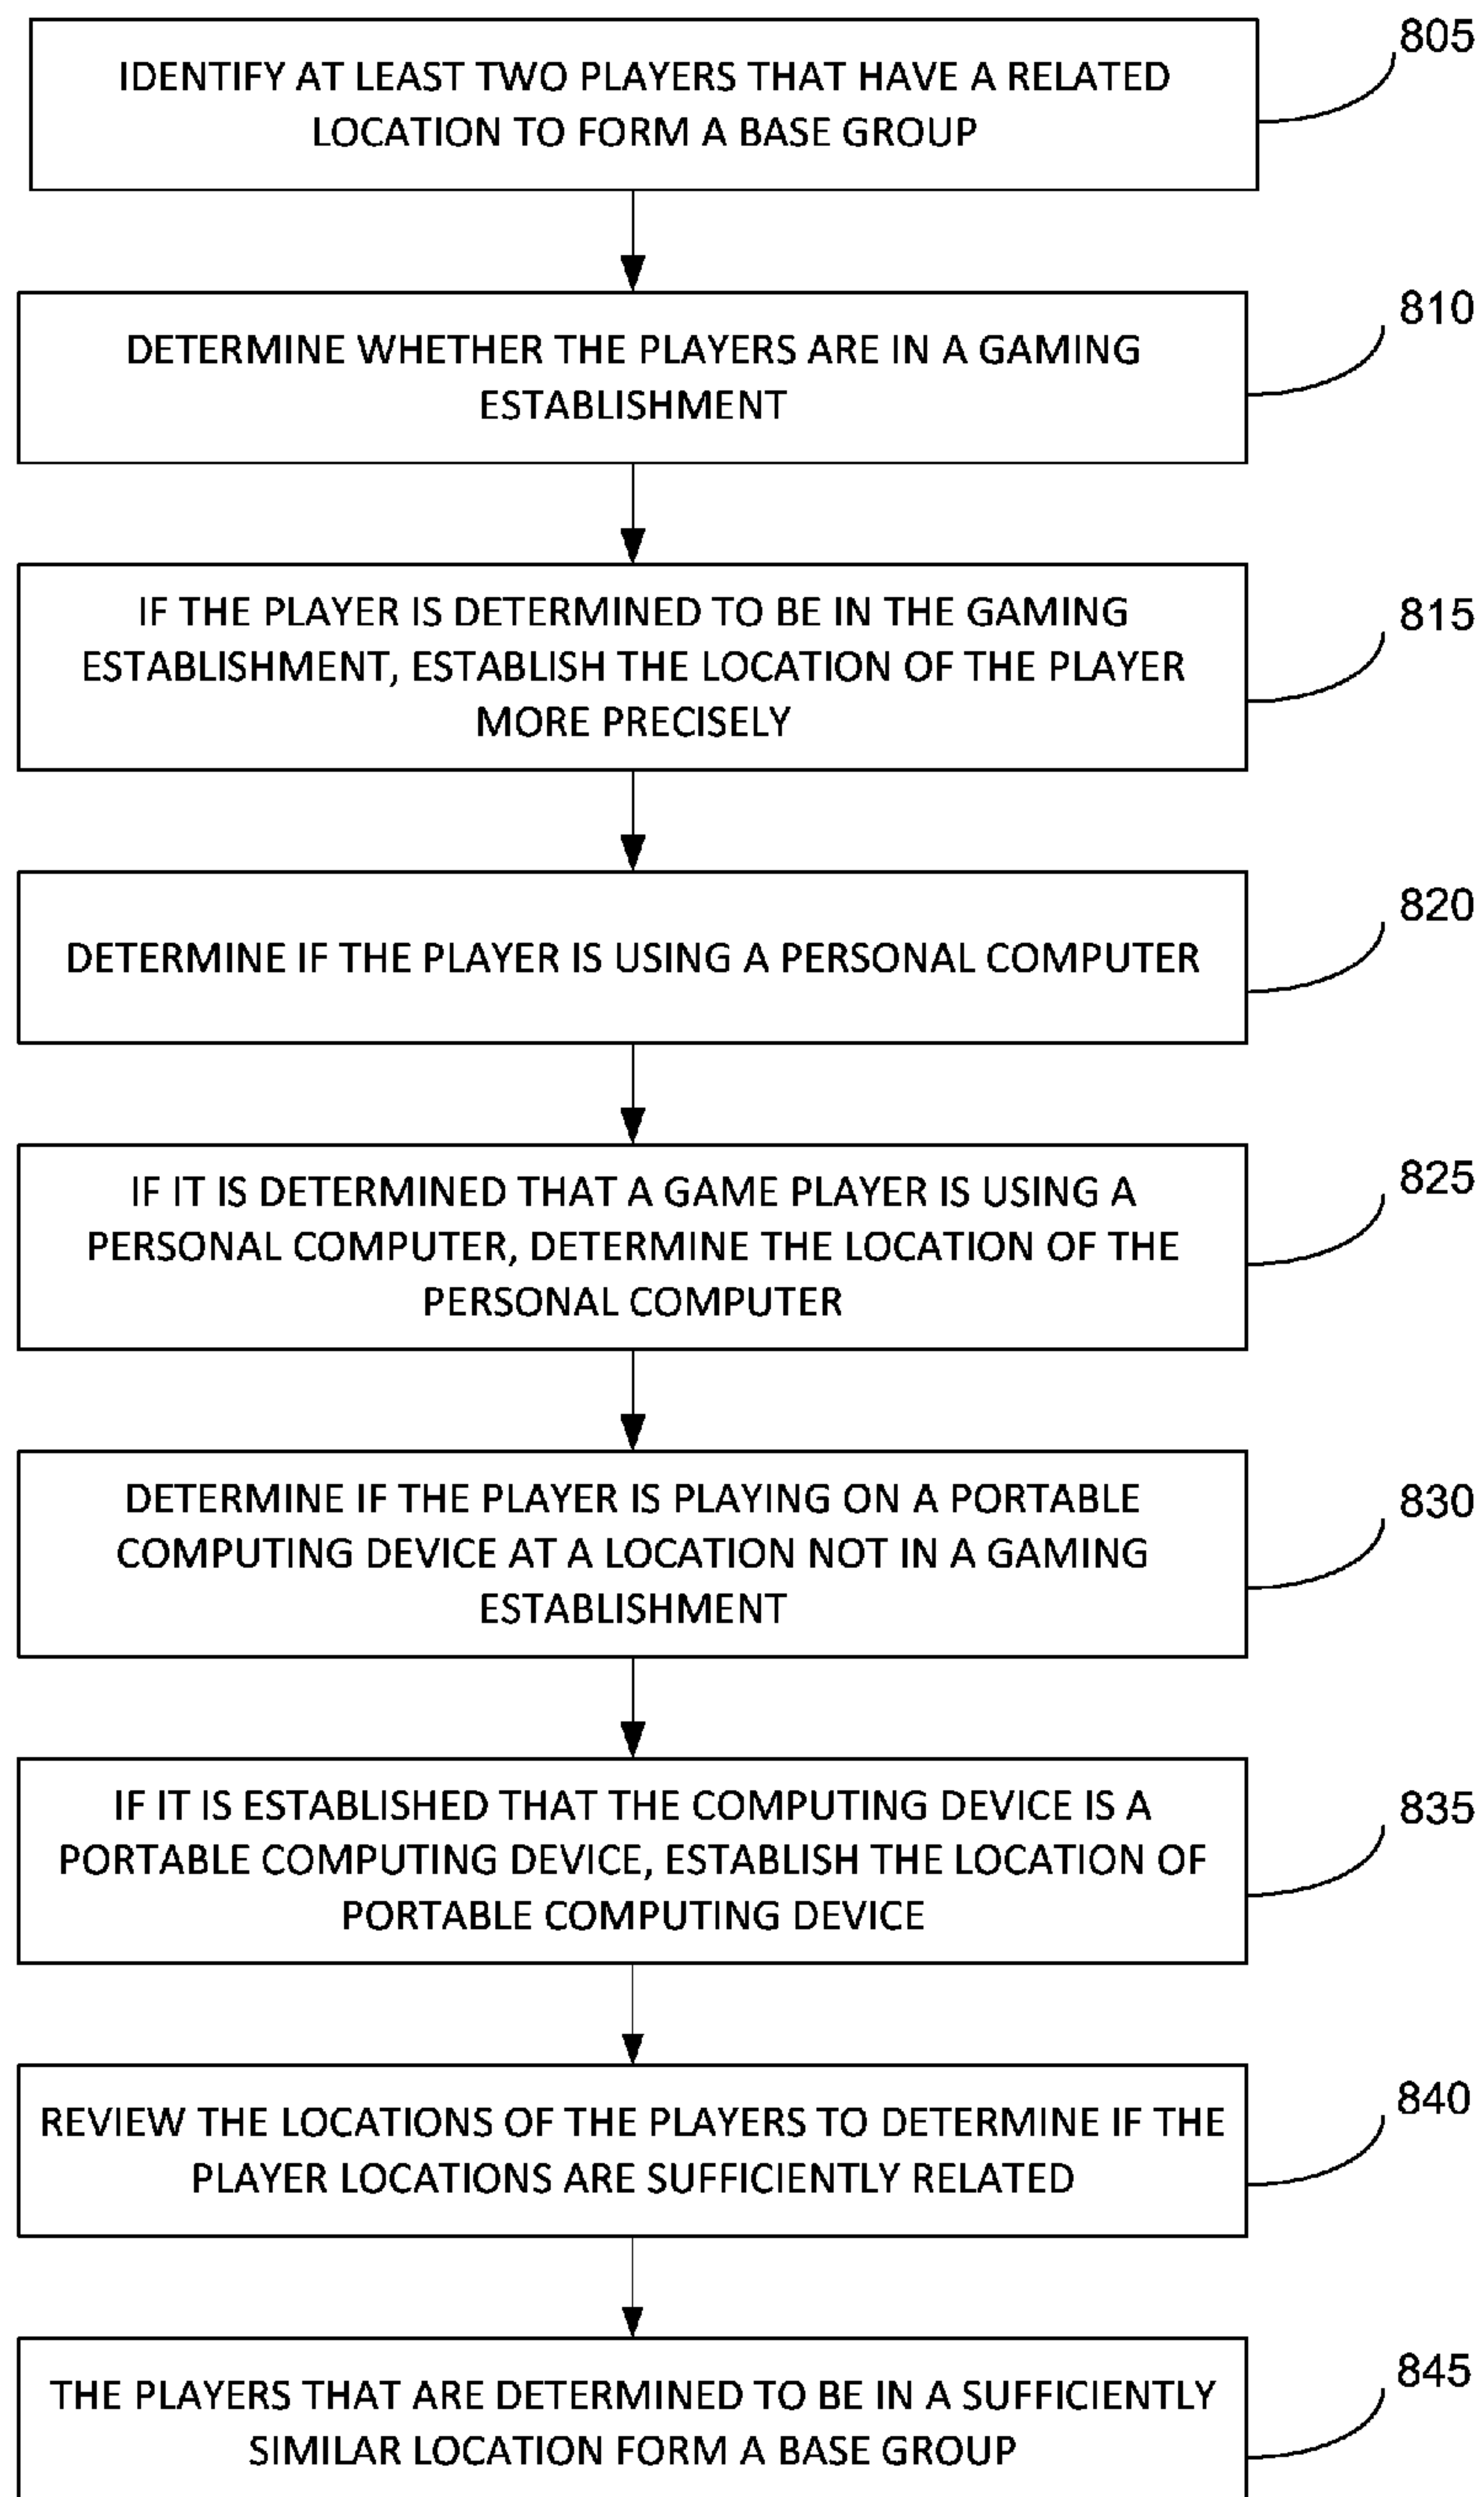 805
IDENTIFY AT LEAST TWO PLAYERS THAT HAVE A RELATED
LOCATION TO FORM A BASE GROUP
810
DETERMINE WHETHER THE PLAYERS ARE IN A GAMING
ESTABLISHMENT
815
IF THE PLAYER IS DETERMINED TO BE IN THE GAMING
ESTABLISHMENT, ESTABLISH THE LOCATION OF THE PLAYER
MORE PRECISELY
820
DETERMINE IF THE PLAYER IS USING A PERSONAL COMPUTER
825
IF IT IS DETERMINED THAT A GAME PLAYER IS USING A
PERSONAL COMPUTER, DETERMINE THE LOCATION OF THE
PERSONAL COMPUTER
830
DETERMINE IF THE PLAYER IS PLAYING ON A PORTABLE
COMPUTING DEVICE AT A LOCATION NOT IN A GAMING
ESTABLISHMENT
835
IF IT IS ESTABLISHED THAT THE COMPUTING DEVICE IS A
PORTABLE COMPUTING DEVICE, ESTABLISH THE LOCATION OF
PORTABLE COMPUTING DEVICE
840
REVIEW THE LOCATIONS OF THE PLAYERS TO DETERMINE IF THE
PLAYER LOCATIONS ARE SUFFICIENTLY RELATED
845
THE PLAYERS THAT ARE DETERMINED TO BE IN A SUFFICIENTLY
SIMILAR LOCATION FORM A BASE GROUP